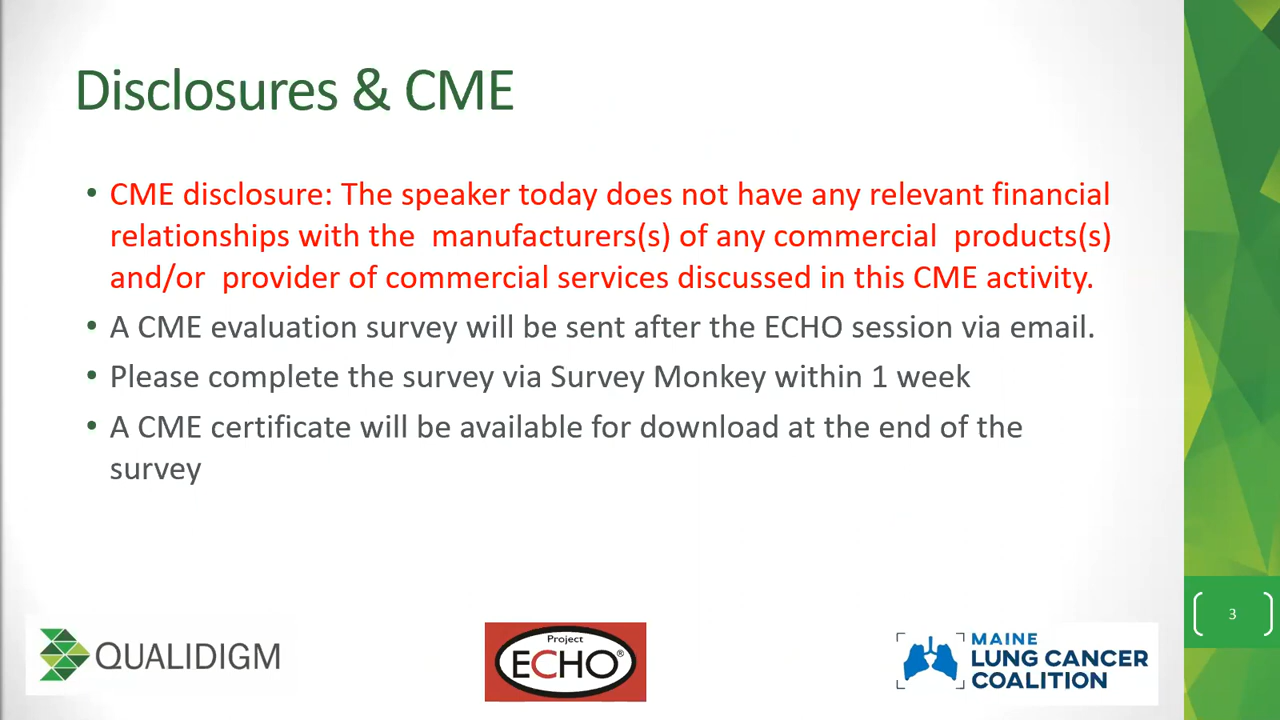 Disclosures & CME
• CME disclosure: The speaker today does not have any relevant financial
relationships with the manufacturers(s) of any commercial products(s)
and/or provider of commercial services discussed in this CME activity.
• A CME evaluation survey will be sent after the ECHO session via email.
• Please complete the survey via Survey Monkey within 1 week
• A CME certificate will be available for download at the end of the
survey
3
QUALIDIGM
Project
ECHO®
MAINE
LUNG CANCER
COALITION